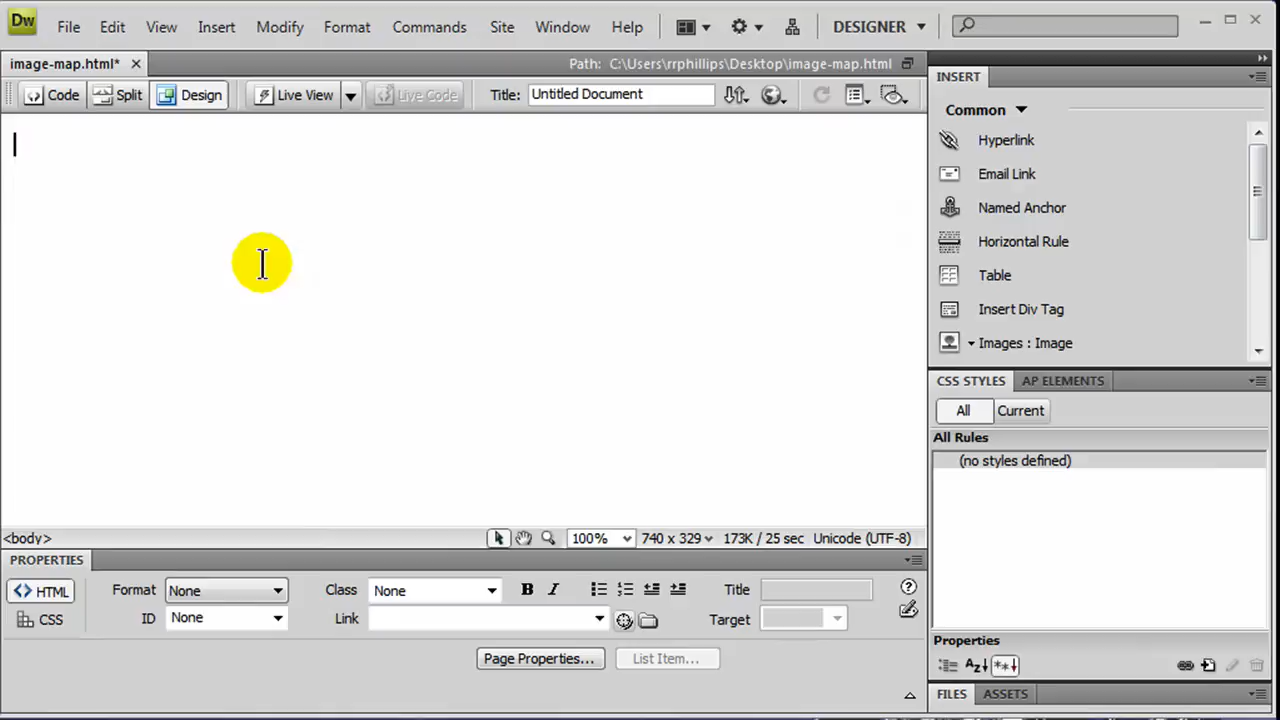 Dw File Edit View Insert Modify Format Commands Site Window Help DESIGNER
image-map.html* Path: C:\Users\rrphillips\Desktop\image-map.html
Code Split Design Live View Live Code Title: Untitled Document
INSERT
Common
Hyperlink
Email Link
Named Anchor
Horizontal Rule
Table
Insert Div Tag
Images : Image
CSS STYLES AP ELEMENTS
All Current
All Rules
(no styles defined)
<body> 100% 740 x 329 173K / 25 sec Unicode (UTF-8)
PROPERTIES
HTML Format None Class None B I Title
CSS ID None Link Target
Page Properties... List Item...
Properties
FILES ASSETS